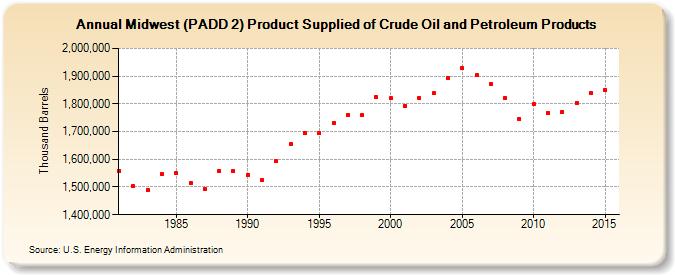 Annual Midwest (PADD 2) Product Supplied of Crude Oil and Petroleum Products
Thousand Barrels
2,000,000
1,900,000
1,800,000
1,700,000
1,600,000
1,500,000
1,400,000
1985 1990 1995 2000 2005 2010 2015
Source: U.S. Energy Information Administration